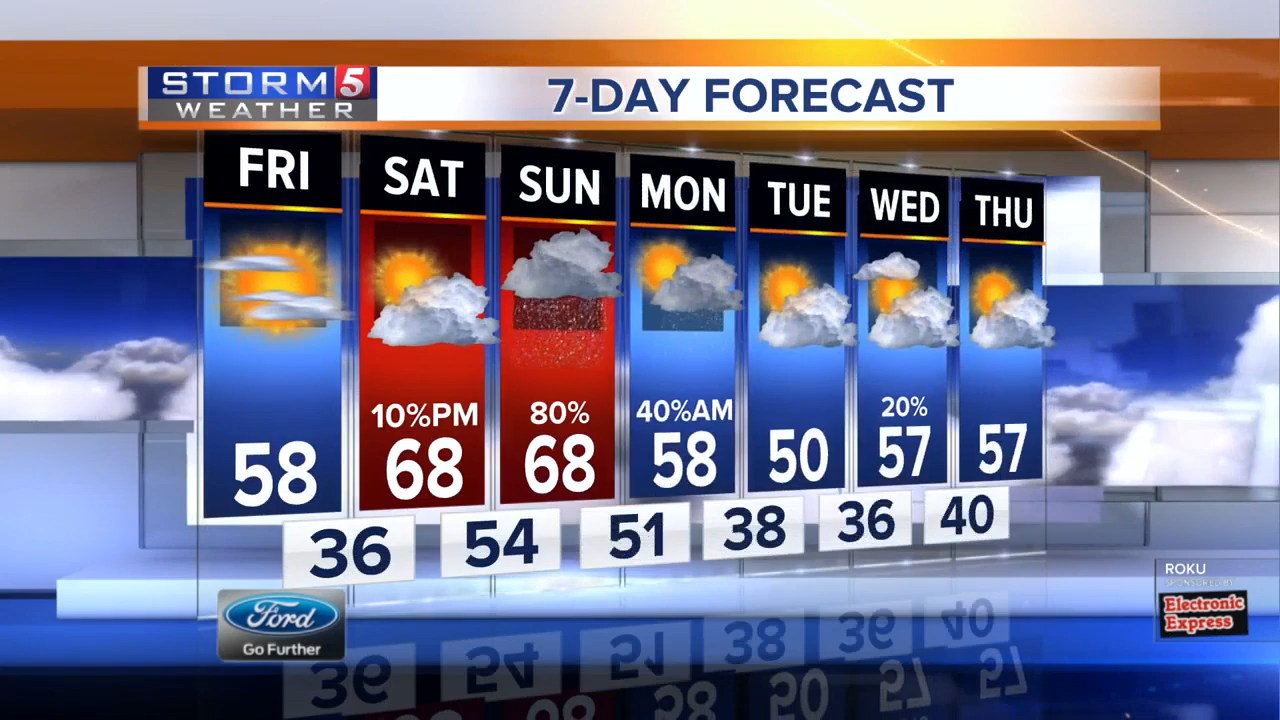 STORM 5
WEATHER
7-DAY FORECAST
FRI
SAT
SUN
MON
TUE
WED
THU
10%PM
80%
40%AM
20%
58
68
68
58
50
57
57
36
54
51
38
36
40
Ford
Go Further
ROKU
SPONSORED BY
Electronic
Express